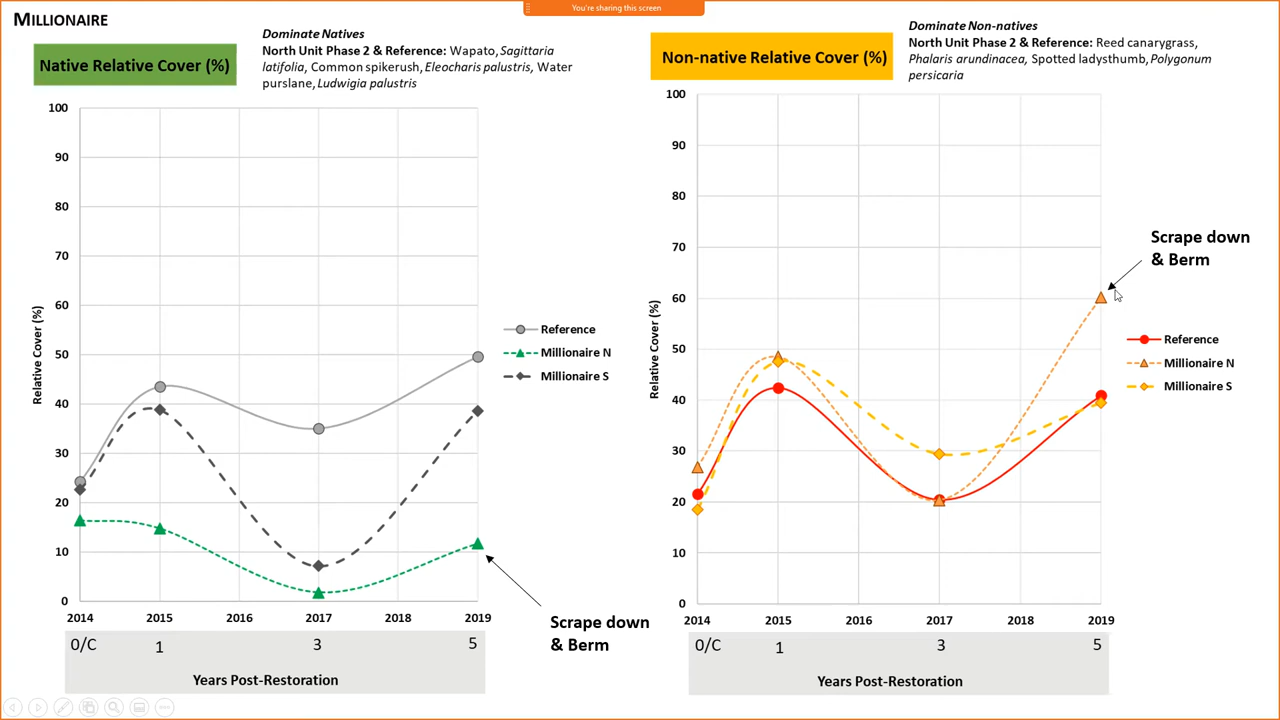 You're sharing this screen
MILLIONAIRE
Native Relative Cover (%)
Dominate Natives
North Unit Phase 2 & Reference: Wapato, Sagittaria
latifolia, Common spikerush, Eleocharis palustris, Water
purslane, Ludwigia palustris
Relative Cover (%)
100
90
80
70
60
50
40
30
20
10
0
2014 2015 2016 2017 2018 2019
0/C 1 3 5
Years Post-Restoration
Reference
Millionaire N
Millionaire S
Scrape down
& Berm
Non-native Relative Cover (%)
Dominate Non-natives
North Unit Phase 2 & Reference: Reed canarygrass,
Phalaris arundinacea, Spotted ladysthumb, Polygonum
persicaria
Relative Cover (%)
100
90
80
70
60
50
40
30
20
10
0
2014 2015 2016 2017 2018 2019
0/C 1 3 5
Years Post-Restoration
Scrape down
& Berm
Reference
Millionaire N
Millionaire S